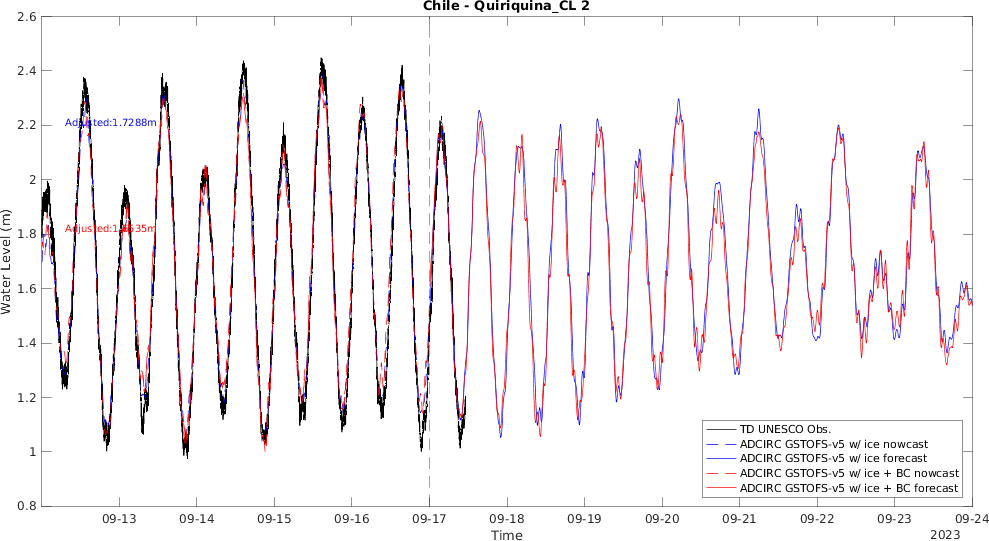 Chile - Quiriquina_CL 2
2.6
2.4
2.2
2
1.8
1.6
1.4
1.2
1
0.8
Water Level (m)
Adjusted:1.7288m
TD UNESCO Obs.
ADCIRC GSTOFS-v5 w/ ice nowcast
ADCIRC GSTOFS-v5 w/ ice forecast
ADCIRC GSTOFS-v5 w/ ice + BC nowcast
ADCIRC GSTOFS-v5 w/ ice + BC forecast
09-13 09-14 09-15 09-16 09-17 09-18 09-19 09-20 09-21 09-22 09-23 09-24
Time
2023